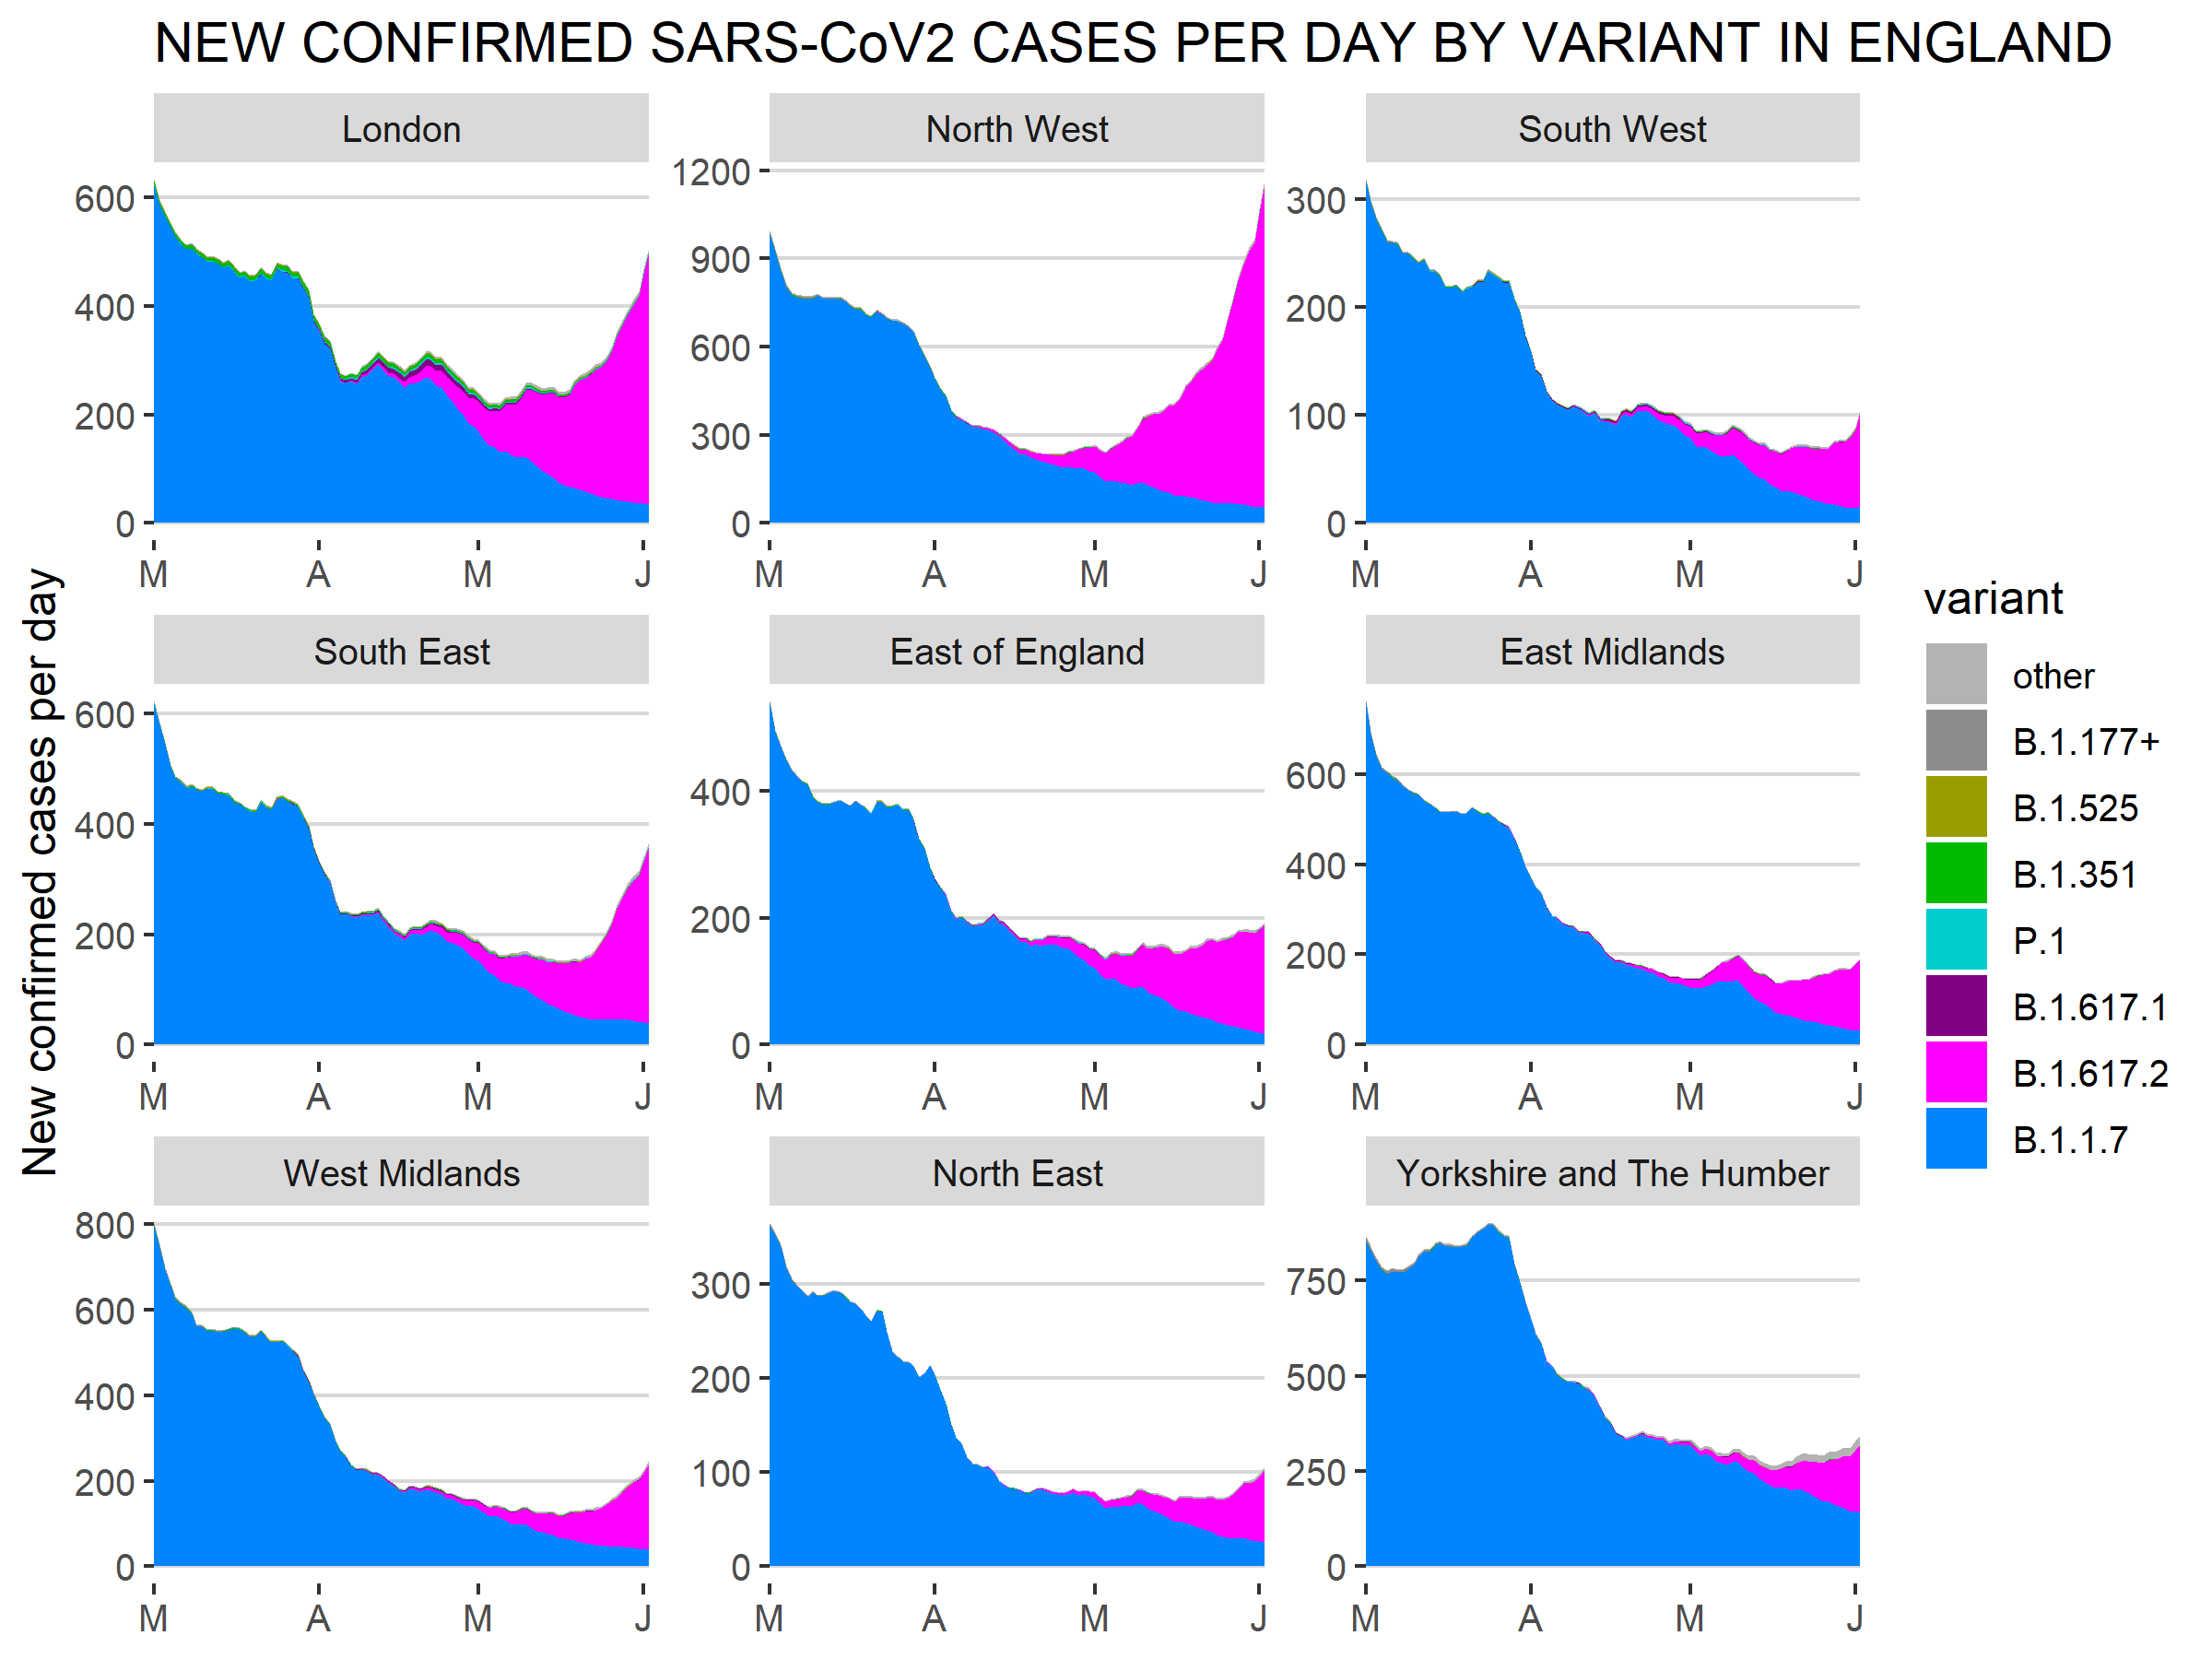 NEW CONFIRMED SARS-CoV2 CASES PER DAY BY VARIANT IN ENGLAND
New confirmed cases per day
London
600
400
200
0
M A M J
North West
1200
900
600
300
0
M A M J
South West
300
200
100
0
M A M J
South East
600
400
200
0
M A M J
East of England
400
200
0
M A M J
East Midlands
600
400
200
0
M A M J
West Midlands
800
600
400
200
0
M A M J
North East
300
200
100
0
M A M J
Yorkshire and The Humber
750
500
250
0
M A M J
variant
other
B.1.177+
B.1.525
B.1.351
P.1
B.1.617.1
B.1.617.2
B.1.1.7